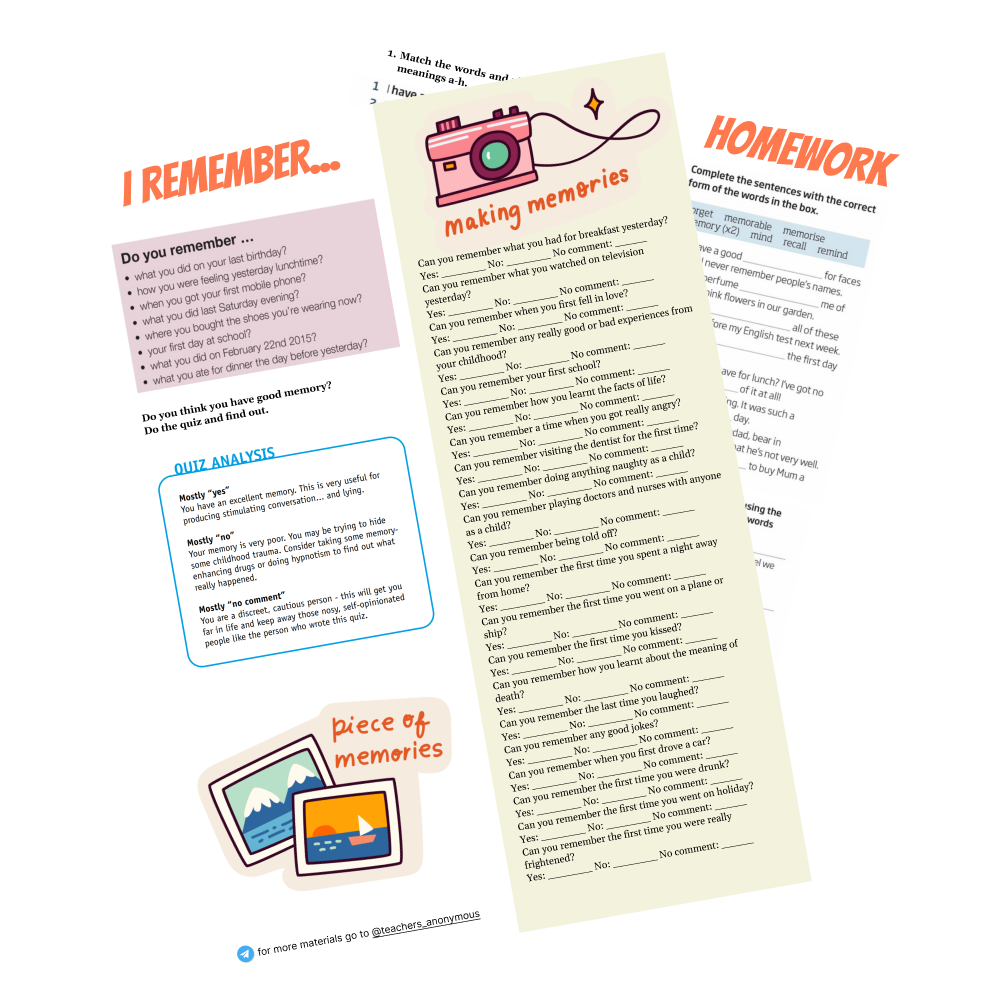 1. Match the words and
meanings a-h.
1 I have
2
I REMEMBER...
Do you remember ...
• what you did on your last birthday?
• how you were feeling yesterday lunchtime?
• when you got your first mobile phone?
• what you did last Saturday evening?
• where you bought the shoes you're wearing now?
• your first day at school?
• what you did on February 22nd 2015?
• what you ate for dinner the day before yesterday?
Do you think you have good memory?
Do the quiz and find out.
QUIZ ANALYSIS
Mostly "yes"
You have an excellent memory. This is very useful for
producing stimulating conversation... and lying.
Mostly "no"
Your memory is very poor. You may be trying to hide
some childhood trauma. Consider taking some memory-
enhancing drugs or doing hypnotism to find out what
really happened.
Mostly "no comment"
You are a discreet, cautious person - this will get you
far in life and keep away those nosy, self-opinionated
people like the person who wrote this quiz.
piece of
memories
for more materials go to @teachers_anonymous
making memories
Can you remember what you had for breakfast yesterday?
Yes: ________ No: ________ No comment: ______
Can you remember what you watched on television
yesterday?
Yes: ________ No: ________ No comment: ______
Can you remember when you first fell in love?
Yes: ________ No: ________ No comment: ______
Can you remember any really good or bad experiences from
your childhood?
Yes: ________ No: ________ No comment: ______
Can you remember your first school?
Yes: ________ No: ________ No comment: ______
Can you remember how you learnt the facts of life?
Yes: ________ No: ________ No comment: ______
Can you remember a time when you got really angry?
Yes: ________ No: ________ No comment: ______
Can you remember visiting the dentist for the first time?
Yes: ________ No: ________ No comment: ______
Can you remember doing anything naughty as a child?
Yes: ________ No: ________ No comment: ______
Can you remember playing doctors and nurses with anyone
as a child?
Yes: ________ No: ________ No comment: ______
Can you remember being told off?
Yes: ________ No: ________ No comment: ______
Can you remember the first time you spent a night away
from home?
Yes: ________ No: ________ No comment: ______
Can you remember the first time you went on a plane or
ship?
Yes: ________ No: ________ No comment: ______
Can you remember the first time you kissed?
Yes: ________ No: ________ No comment: ______
Can you remember how you learnt about the meaning of
death?
Yes: ________ No: ________ No comment: ______
Can you remember the last time you laughed?
Yes: ________ No: ________ No comment: ______
Can you remember any good jokes?
Yes: ________ No: ________ No comment: ______
Can you remember when you first drove a car?
Yes: ________ No: ________ No comment: ______
Can you remember the first time you were drunk?
Yes: ________ No: ________ No comment: ______
Can you remember the first time you went on holiday?
Yes: ________ No: ________ No comment: ______
Can you remember the first time you were really
frightened?
Yes: ________ No: ________ No comment: ______
HOMEWORK
Complete the sentences with the correct
form of the words in the box.
orget memorable memorise
emory (x2) mind recall remind
ave a good ________ for faces
I never remember people's names.
perfume ________ me of
hink flowers in our garden.
________ all of these
fore my English test next week.
________ the first day
ave for lunch? I've got no
of it at all!
ng. It was such a
day.
dad, bear in
hat he's not very well.
to buy Mum a
using the
words
el we